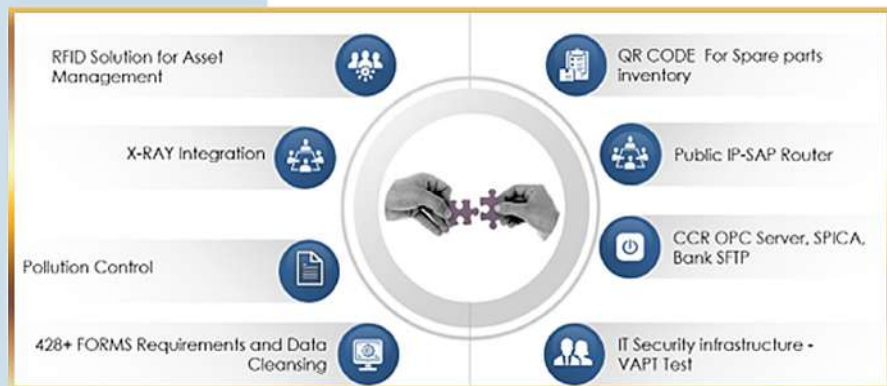 RFID Solution for Asset
Management
X-RAY Integration
Pollution Control
428+ FORMS Requirements and Data
Cleansing
QR CODE For Spare parts
inventory
Public IP-SAP Router
CCR OPC Server, SPICA,
Bank SFTP
IT Security infrastructure -
VAPT Test